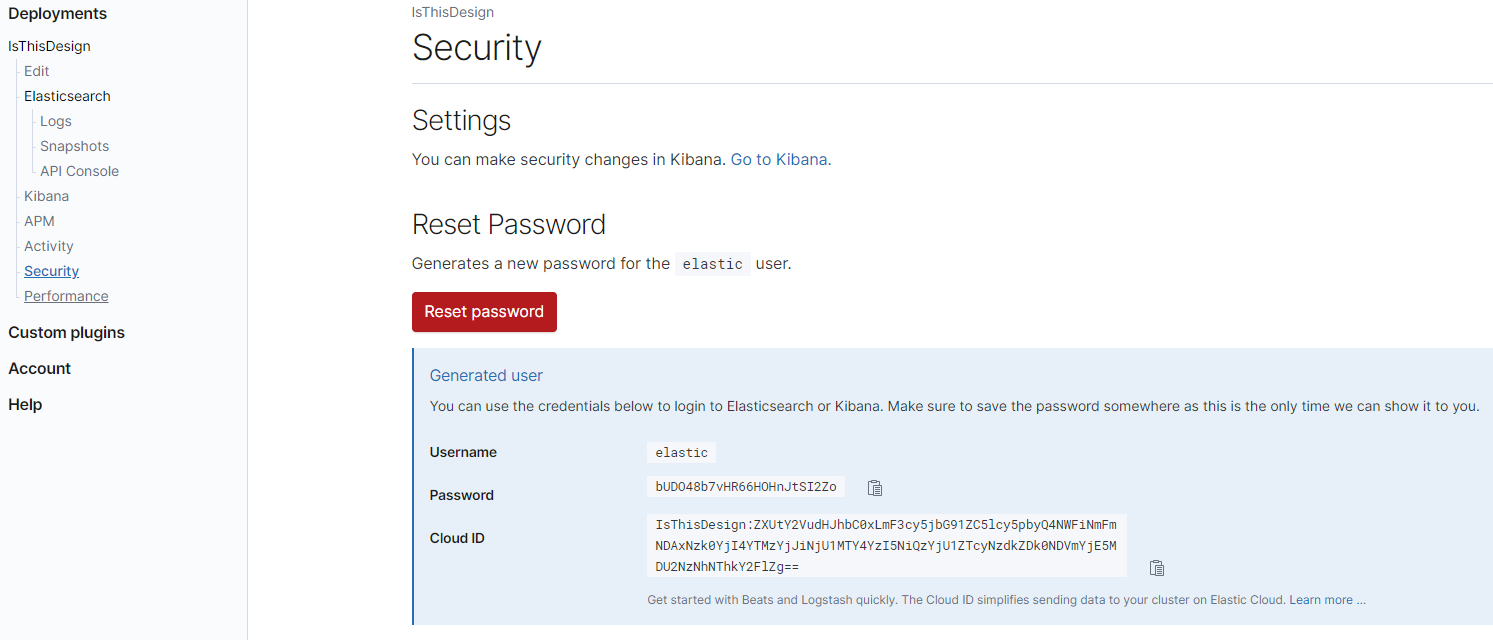 Deployments
IsThisDesign
Edit
Elasticsearch
Logs
Snapshots
API Console
Kibana
APM
Activity
Security
Performance
Custom plugins
Account
Help
IsThisDesign
Security
Settings
You can make security changes in Kibana. Go to Kibana.
Reset Password
Generates a new password for the elastic user.
Reset password
Generated user
You can use the credentials below to login to Elasticsearch or Kibana. Make sure to save the password somewhere as this is the only time we can show it to you.
Username elastic
Password bUDO48b7vHR66HOHnJtSI2Zo
Cloud ID IsThisDesign:ZXUtY2VudHJhbC0xLmF3cy5jbG91ZC5lcy5pbyQ4NWFiNmFm
NDAxNzk0YjI4YTMzYjJiNjU1MTY4YzI5NiQzYjU1ZTcyNzdkZDk0NDVmYjE5M
DU2NzNhNThkY2FlZg==
Get started with Beats and Logstash quickly. The Cloud ID simplifies sending data to your cluster on Elastic Cloud. Learn more ...